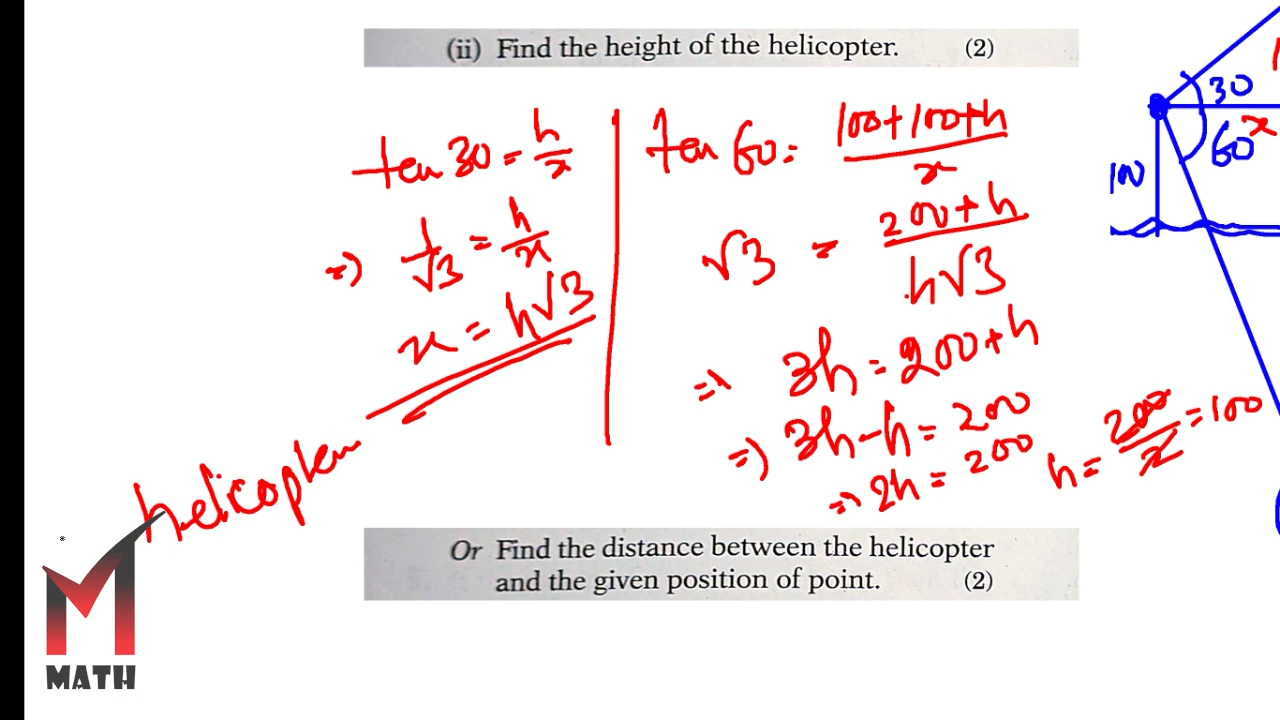 (ii) Find the height of the helicopter. (2)
ten 30 = h/x
=) 1/√3 = h/x
x = h√3
helicopter
ten 60 = 100+100+h/x
√3 = 200+h/h√3
=> 3h = 200+h
=) 3h-h = 200
=> 2h = 200
h = 200/2 = 100
30
60° x
100
Or Find the distance between the helicopter
and the given position of point. (2)
M
MATH